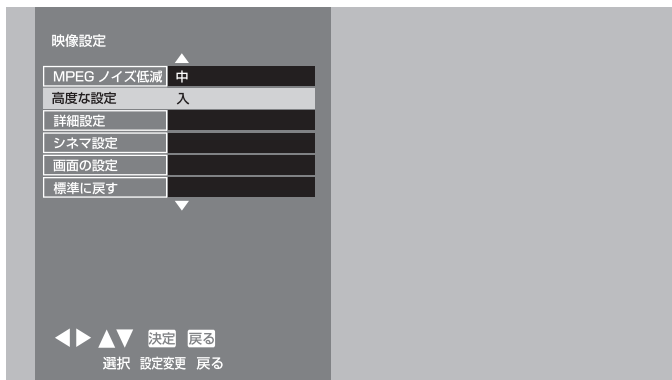 映像設定
MPEG ノイズ低減 中
高度な設定 入
詳細設定
シネマ設定
画面の設定
標準に戻す
決定 戻る
選択 設定変更 戻る